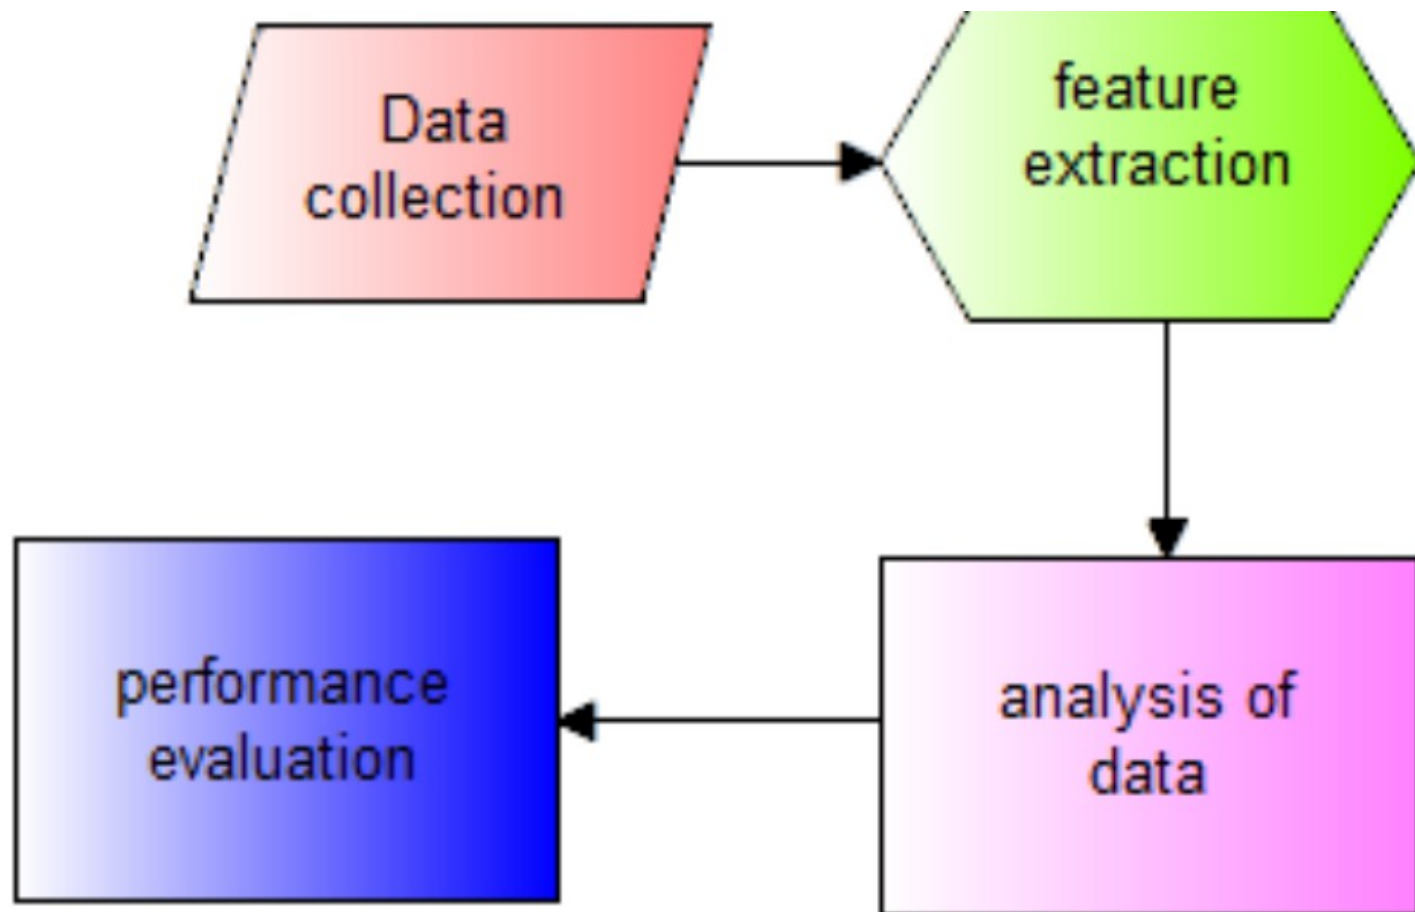 Data
collection
feature
extraction
analysis of
data
performance
evaluation